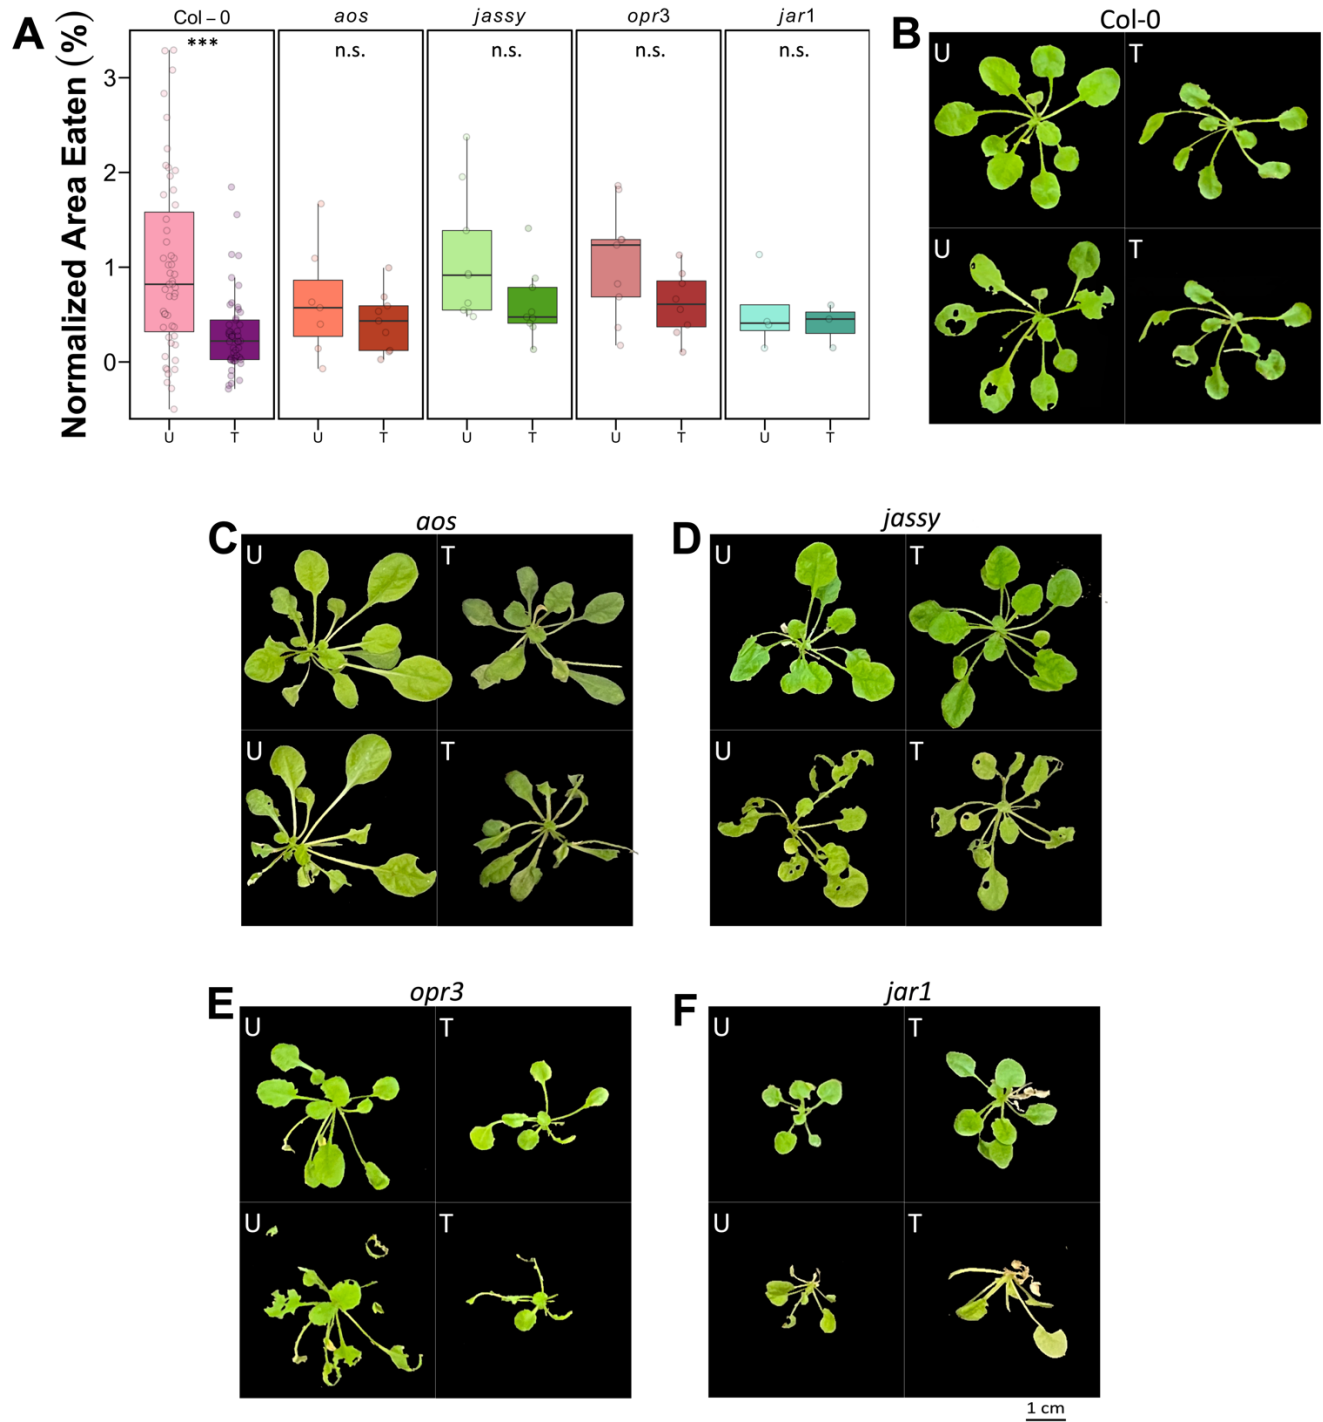 A
Col – 0
aos
jassy
opr3
jar1
***
n.s.
n.s.
n.s.
n.s.
Normalized Area Eaten (%)
3
2
1
0
U
T
U
T
U
T
U
T
U
T
B
Col-0
U
T
U
T
C
aos
U
T
U
T
D
jassy
U
T
U
T
E
opr3
U
T
U
T
F
jar1
U
T
U
T
1 cm